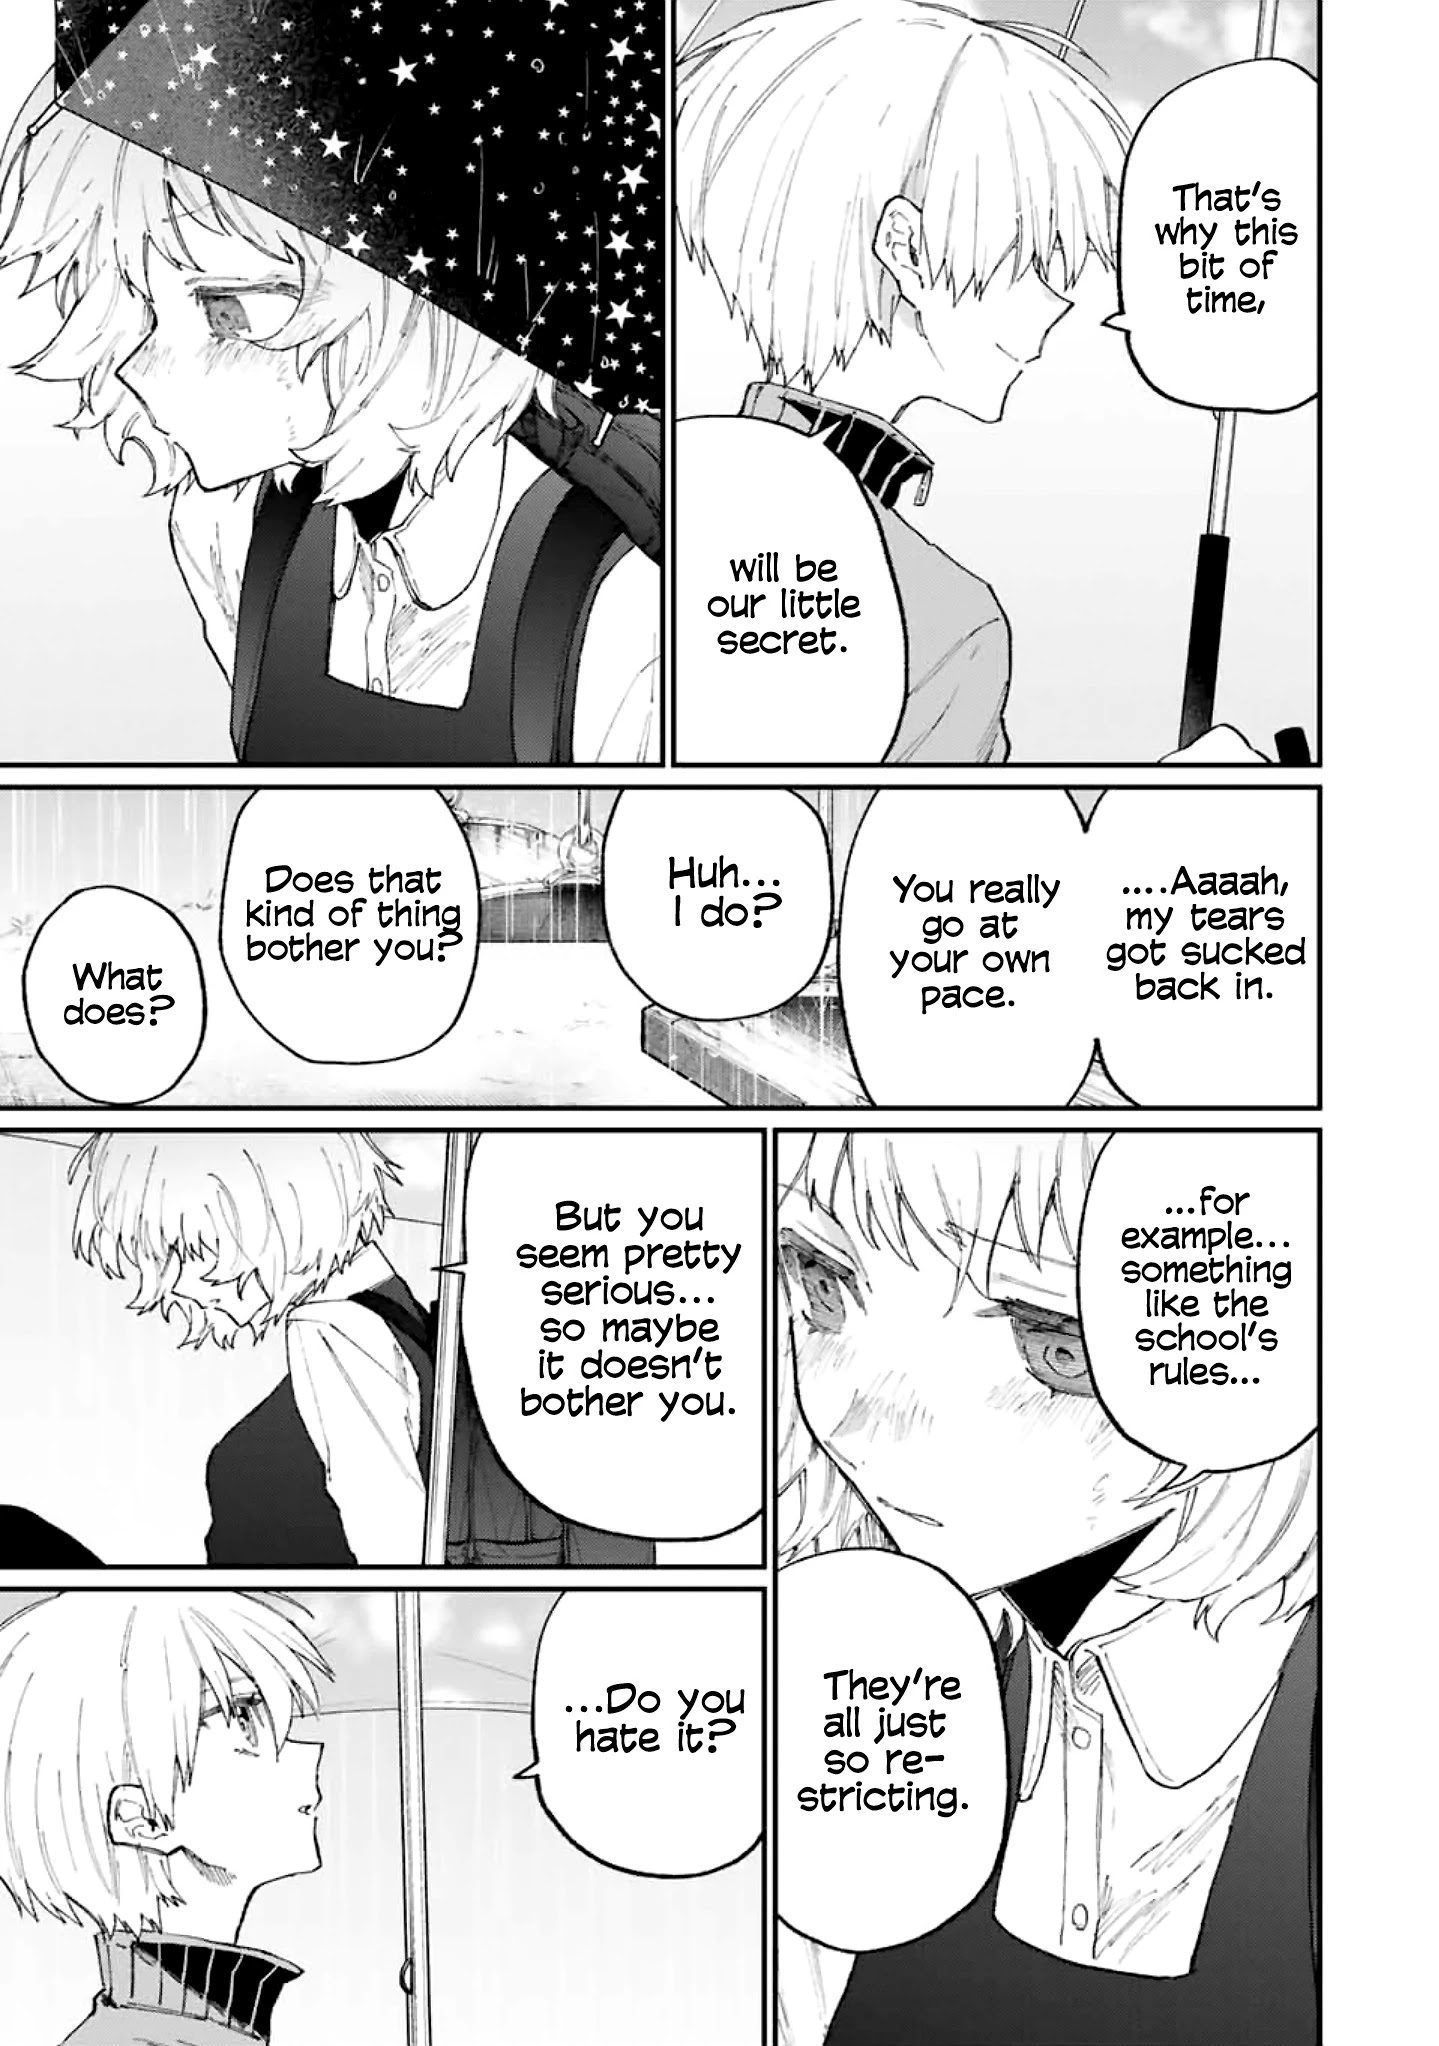 That's
why this
bit of
time,
will be
our little
secret.
....Aaaah,
my tears
got sucked
back in.
You really
go at
your own
pace.
Huh...
I do?
Does that
kind of thing
bother you?
What
does?
...for
example...
something
like the
school's
rules...
They're
all just
so re-
stricting.
But you
seem pretty
serious...
so maybe
it doesn't
bother you.
...Do you
hate it?